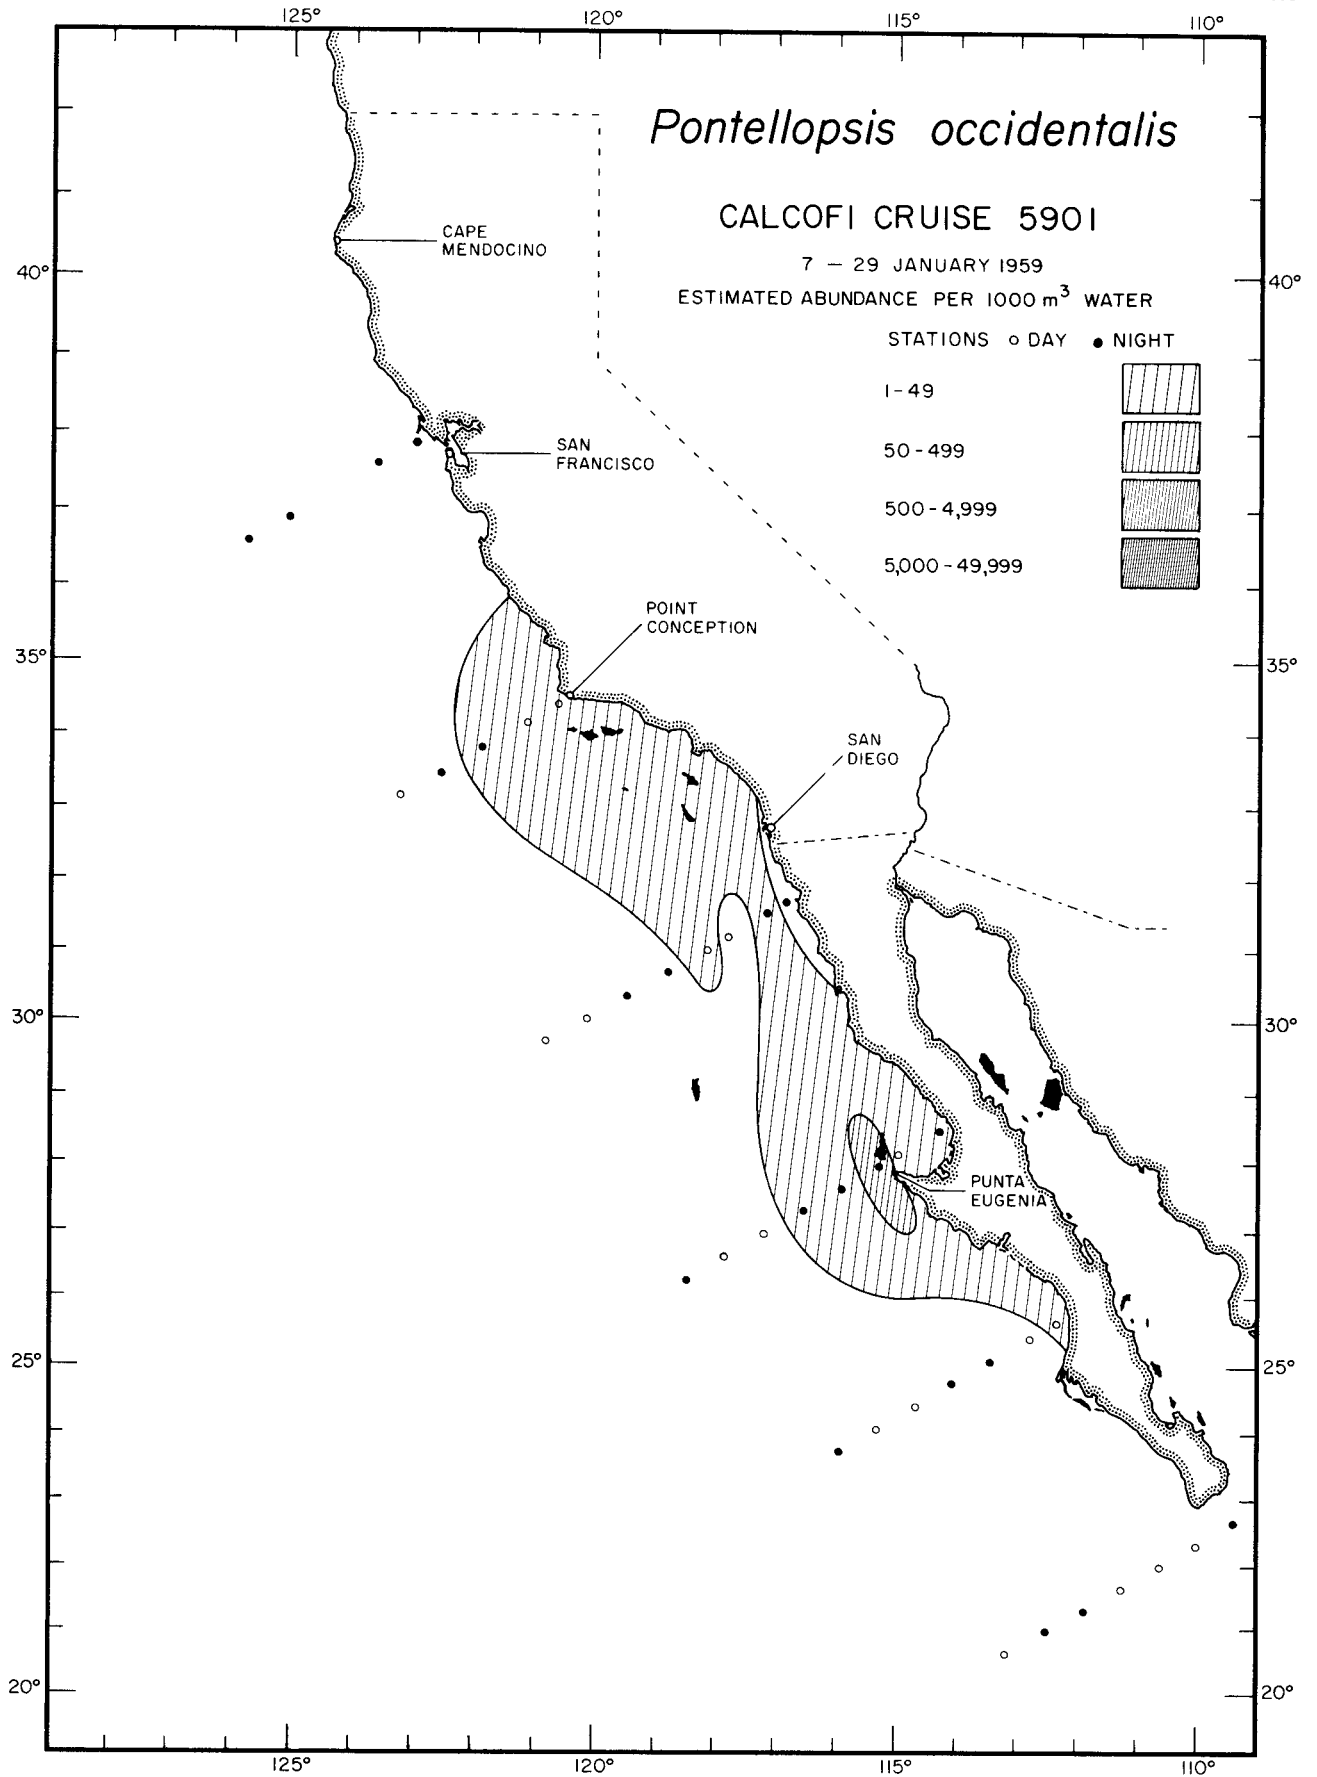 125° 120° 115° 110°
Pontellopsis occidentalis
CALCOFI CRUISE 5901
7 – 29 JANUARY 1959
ESTIMATED ABUNDANCE PER 1000 m³ WATER
STATIONS ○ DAY ● NIGHT
1-49
50-499
500-4,999
5,000-49,999
CAPE
MENDOCINO
40° 40°
SAN
FRANCISCO
POINT
CONCEPTION
35° 35°
SAN
DIEGO
30° 30°
PUNTA
EUGENIA
25° 25°
20° 20°
125° 120° 115° 110°